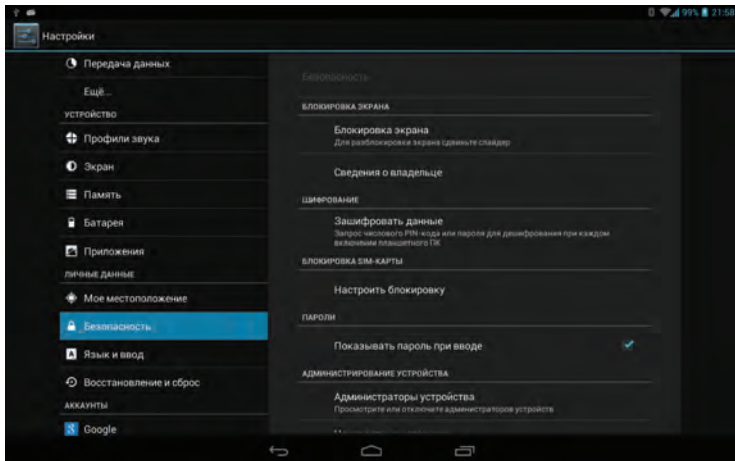 99% 21:58
Настройки
Передача данных
Ещё...
УСТРОЙСТВО
Профили звука
Экран
Память
Батарея
Приложения
ЛИЧНЫЕ ДАННЫЕ
Мое местоположение
Безопасность
Язык и ввод
Восстановление и сброс
АККАУНТЫ
Google
Безопасность
БЛОКИРОВКА ЭКРАНА
Блокировка экрана
Для разблокировки экрана сдвиньте слайдер
Сведения о владельце
ШИФРОВАНИЕ
Зашифровать данные
Запрос числового PIN-кода или пароля для дешифрования при каждом
включении планшетного ПК
БЛОКИРОВКА SIM-КАРТЫ
Настроить блокировку
ПАРОЛИ
Показывать пароль при вводе
АДМИНИСТРИРОВАНИЕ УСТРОЙСТВА
Администраторы устройства
Просмотрите или отключите администраторов устройств